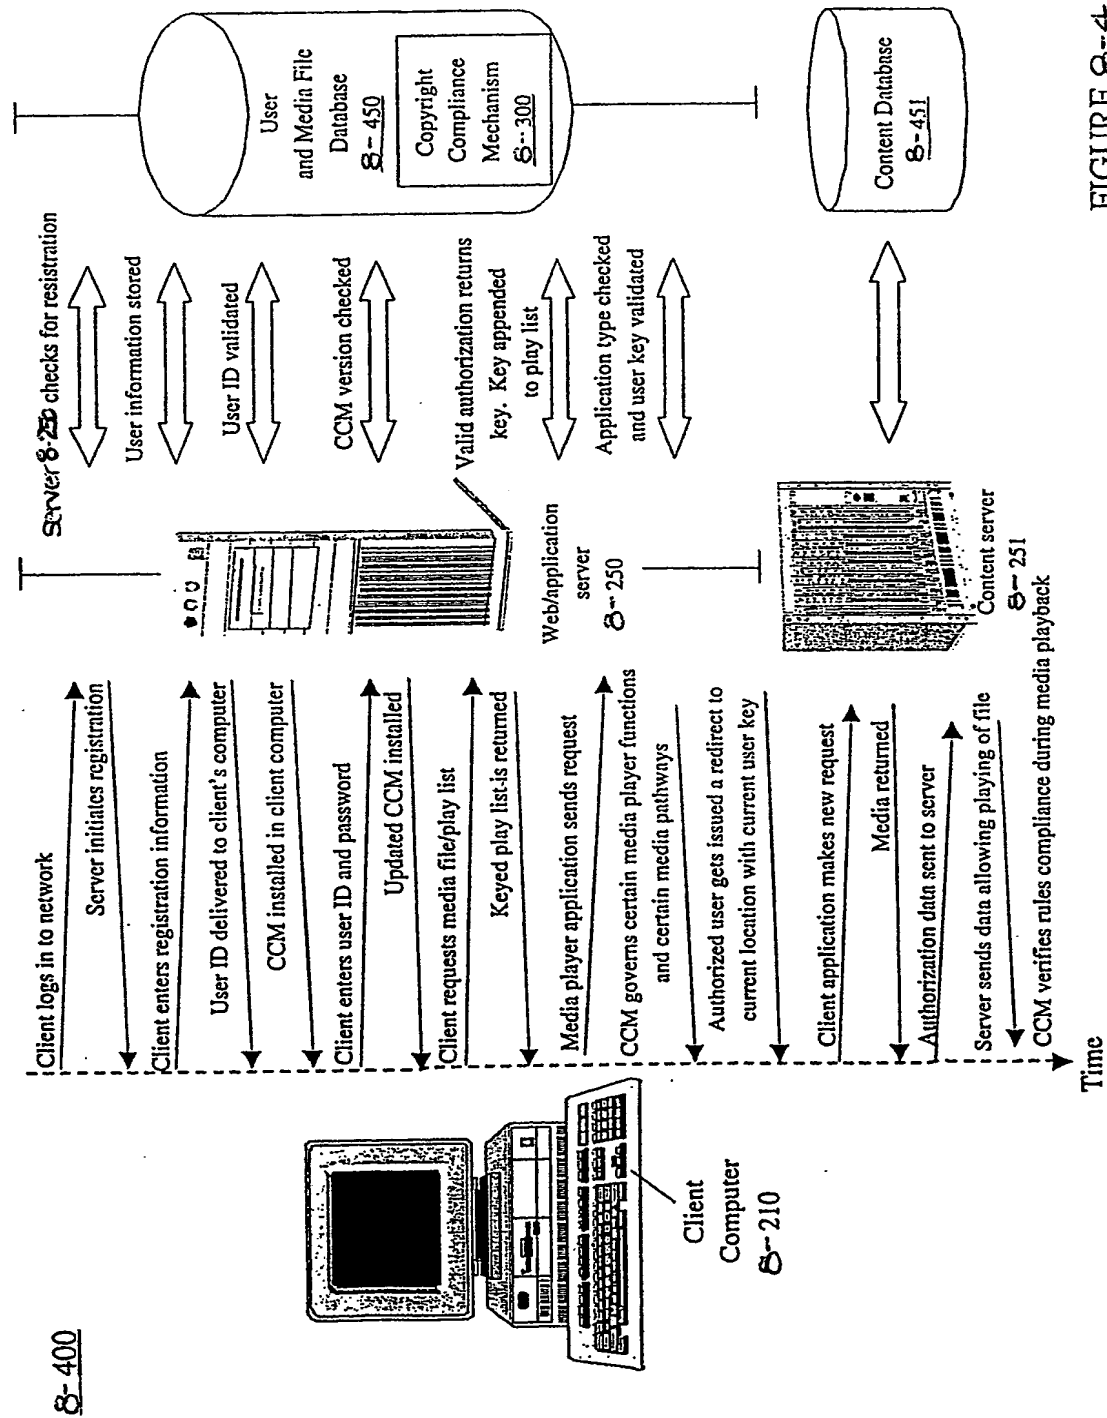 8-400
Client logs in to network
Server initiates registration
Client enters registration information
User ID delivered to client's computer
CCM installed in client computer
Client enters user ID and password
Updated CCM installed
Client requests media file/play list
Keyed play list is returned
Media player application sends request
CCM governs certain media player functions
and certain media pathways
Authorized user gets issued a redirect to
current location with current user key
Client application makes new request
Media returned
Authorization data sent to server
Server sends data allowing playing of file
CCM verifies rules compliance during media playback
Time
Client
Computer
8-210
Web/application
server
8-250
Content server
8-251
Server 8-250 checks for resistration
User information stored
User ID validated
CCM version checked
Valid authorization returns
key. Key appended
to play list
Application type checked
and user key validated
User
and Media File
Database
8-450
Copyright
Compliance
Mechanism
8-300
Content Database
8-451
FIGURE 8-4